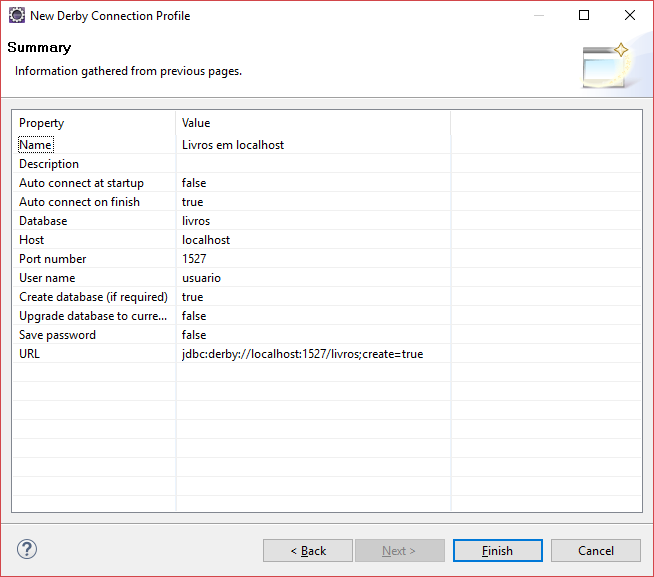 New Derby Connection Profile
Summary
Information gathered from previous pages.
Property Value
Name Livros em localhost
Description
Auto connect at startup false
Auto connect on finish true
Database livros
Host localhost
Port number 1527
User name usuario
Create database (if required) true
Upgrade database to curre... false
Save password false
URL jdbc:derby://localhost:1527/livros;create=true
? < Back Next > Finish Cancel